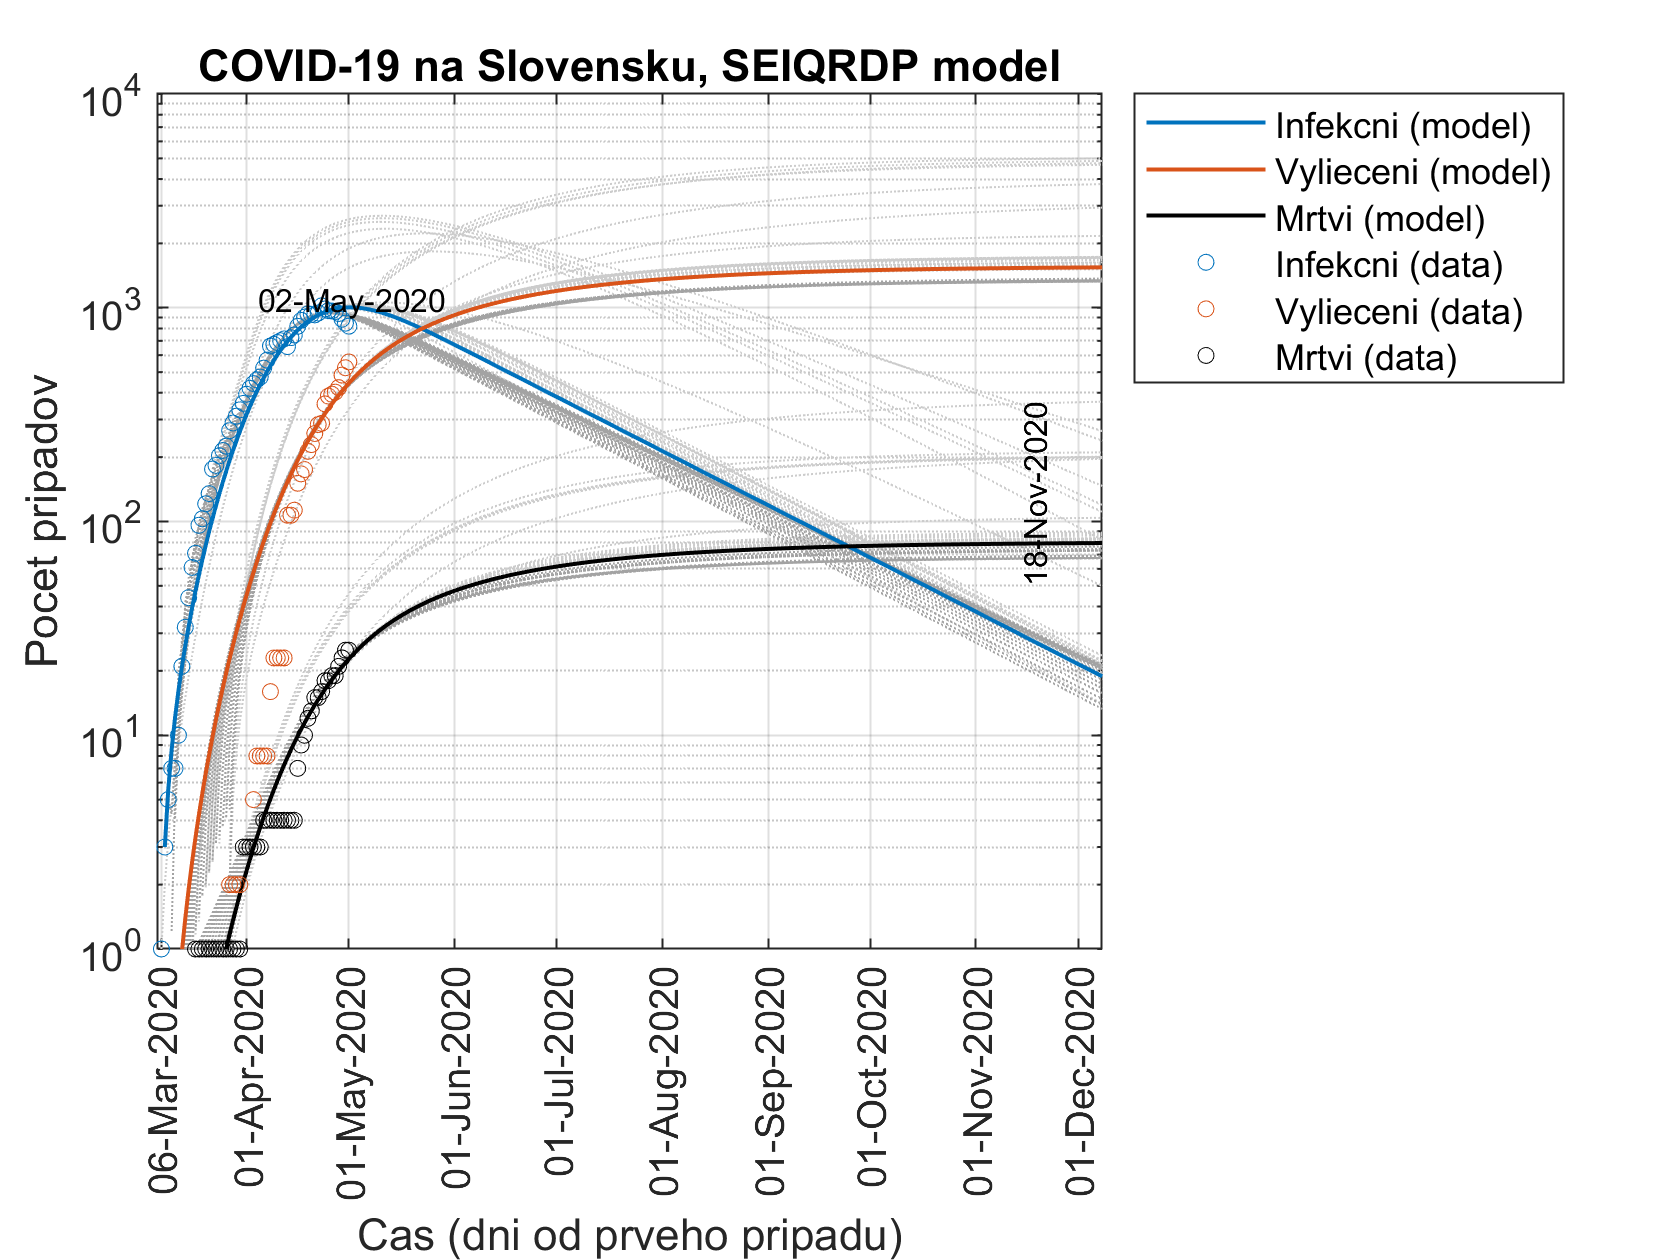 COVID-19 na Slovensku, SEIQRDP model
10^4
10^3
10^2
10^1
10^0
Pocet pripadov
02-May-2020
18-Nov-2020
06-Mar-2020
01-Apr-2020
01-May-2020
01-Jun-2020
01-Jul-2020
01-Aug-2020
01-Sep-2020
01-Oct-2020
01-Nov-2020
01-Dec-2020
Cas (dni od prveho pripadu)
Infekcni (model)
Vylieceni (model)
Mrtvi (model)
Infekcni (data)
Vylieceni (data)
Mrtvi (data)